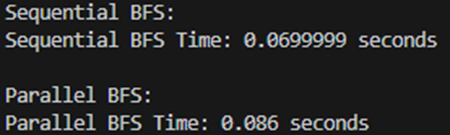 Sequential BFS:
Sequential BFS Time: 0.0699999 seconds
Parallel BFS:
Parallel BFS Time: 0.086 seconds